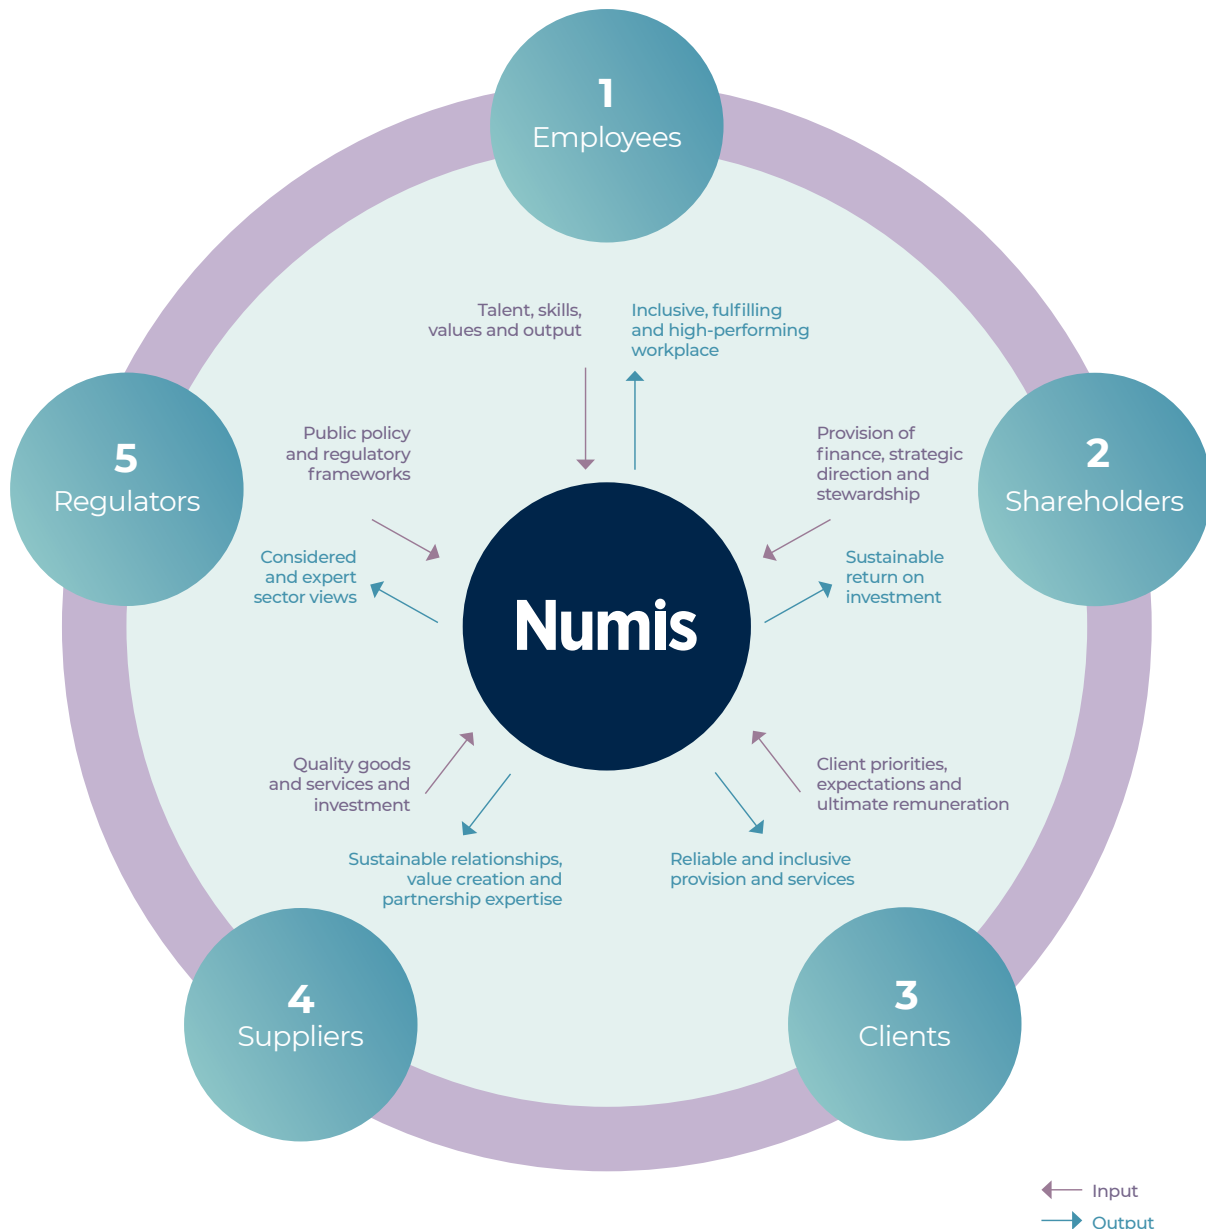 1
Employees
Talent, skills,
values and output
Inclusive, fulfilling
and high-performing
workplace
2
Shareholders
Provision of
finance, strategic
direction and
stewardship
Sustainable
return on
investment
3
Clients
Client priorities,
expectations and
ultimate remuneration
Reliable and inclusive
provision and services
4
Suppliers
Quality goods
and services and
investment
Sustainable relationships,
value creation and
partnership expertise
5
Regulators
Public policy
and regulatory
frameworks
Considered
and expert
sector views
Numis
Input
Output